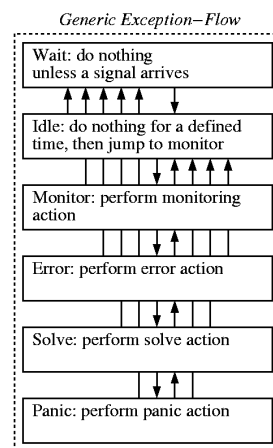 Generic Exception–Flow
Wait: do nothing
unless a signal arrives
Idle: do nothing for a defined
time, then jump to monitor
Monitor: perform monitoring
action
Error: perform error action
Solve: perform solve action
Panic: perform panic action